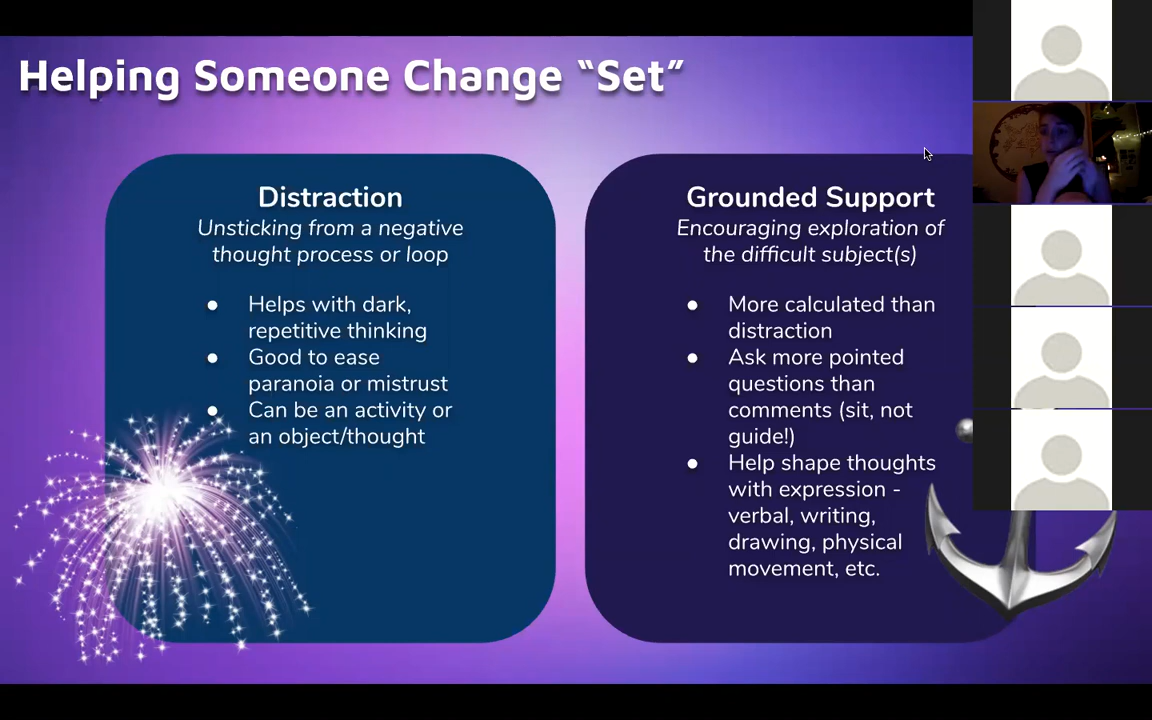 Helping Someone Change “Set”
Distraction
Unsticking from a negative
thought process or loop
● Helps with dark,
repetitive thinking
● Good to ease
paranoia or mistrust
● Can be an activity or
an object/thought
Grounded Support
Encouraging exploration of
the difficult subject(s)
● More calculated than
distraction
● Ask more pointed
questions than
comments (sit, not
guide!)
● Help shape thoughts
with expression -
verbal, writing,
drawing, physical
movement, etc.